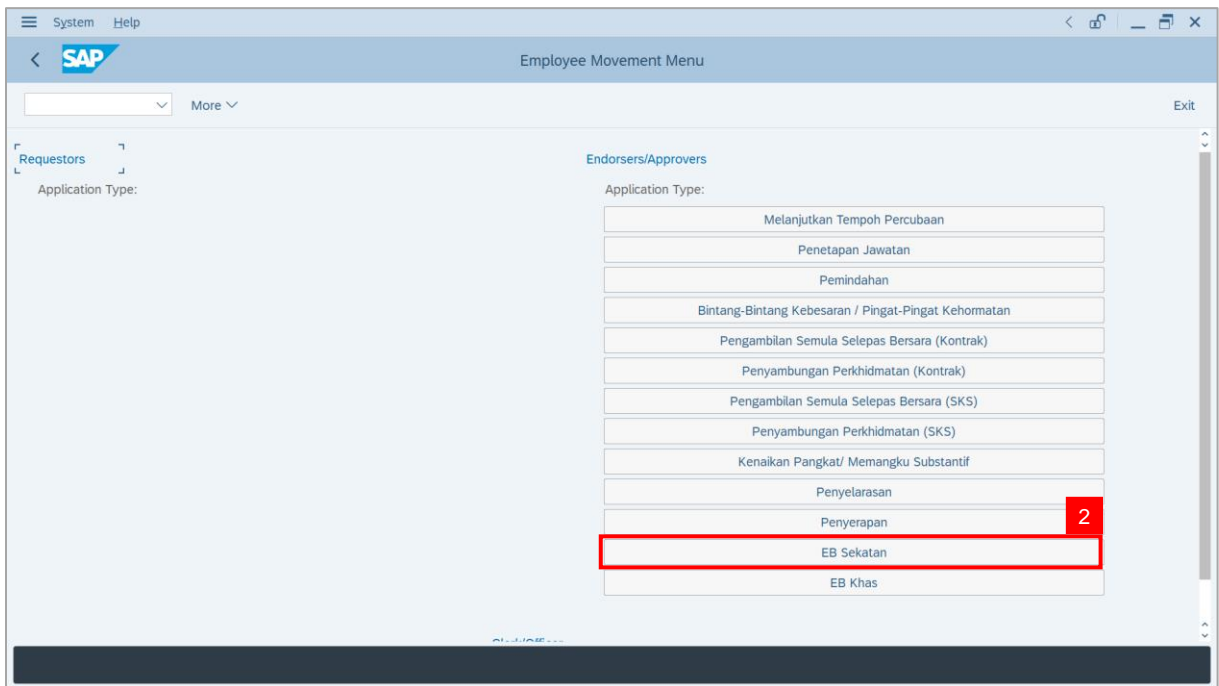 System Help
SAP Employee Movement Menu
More Exit
Requestors
Application Type:
Endorsers/Approvers
Application Type:
Melanjutkan Tempoh Percubaan
Penetapan Jawatan
Pemindahan
Bintang-Bintang Kebesaran / Pingat-Pingat Kehormatan
Pengambilan Semula Selepas Bersara (Kontrak)
Penyambungan Perkhidmatan (Kontrak)
Pengambilan Semula Selepas Bersara (SKS)
Penyambungan Perkhidmatan (SKS)
Kenaikan Pangkat/ Memangku Substantif
Penyelarasan
Penyerapan
2
EB Sekatan
EB Khas